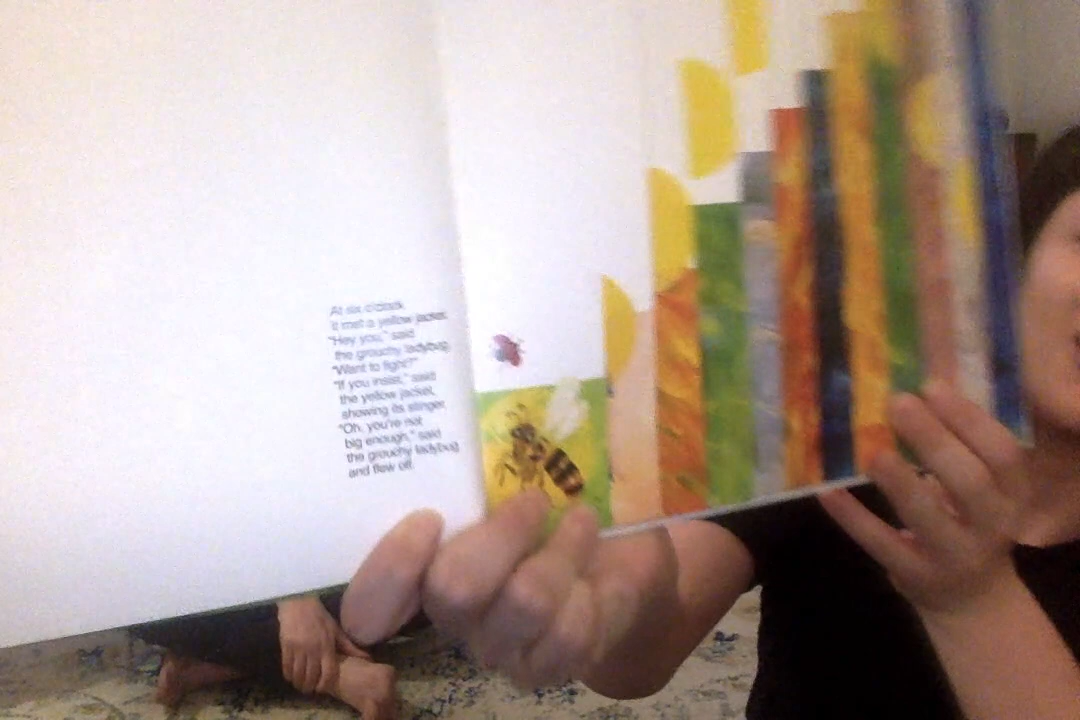 At six o'clock
it met a yellow jacket.
"Hey you," said
the grouchy ladybug,
"Want to fight?"
"If you insist," said
the yellow jacket,
showing its stinger.
"Oh, you're not
big enough," said
the grouchy ladybug
and flew off.